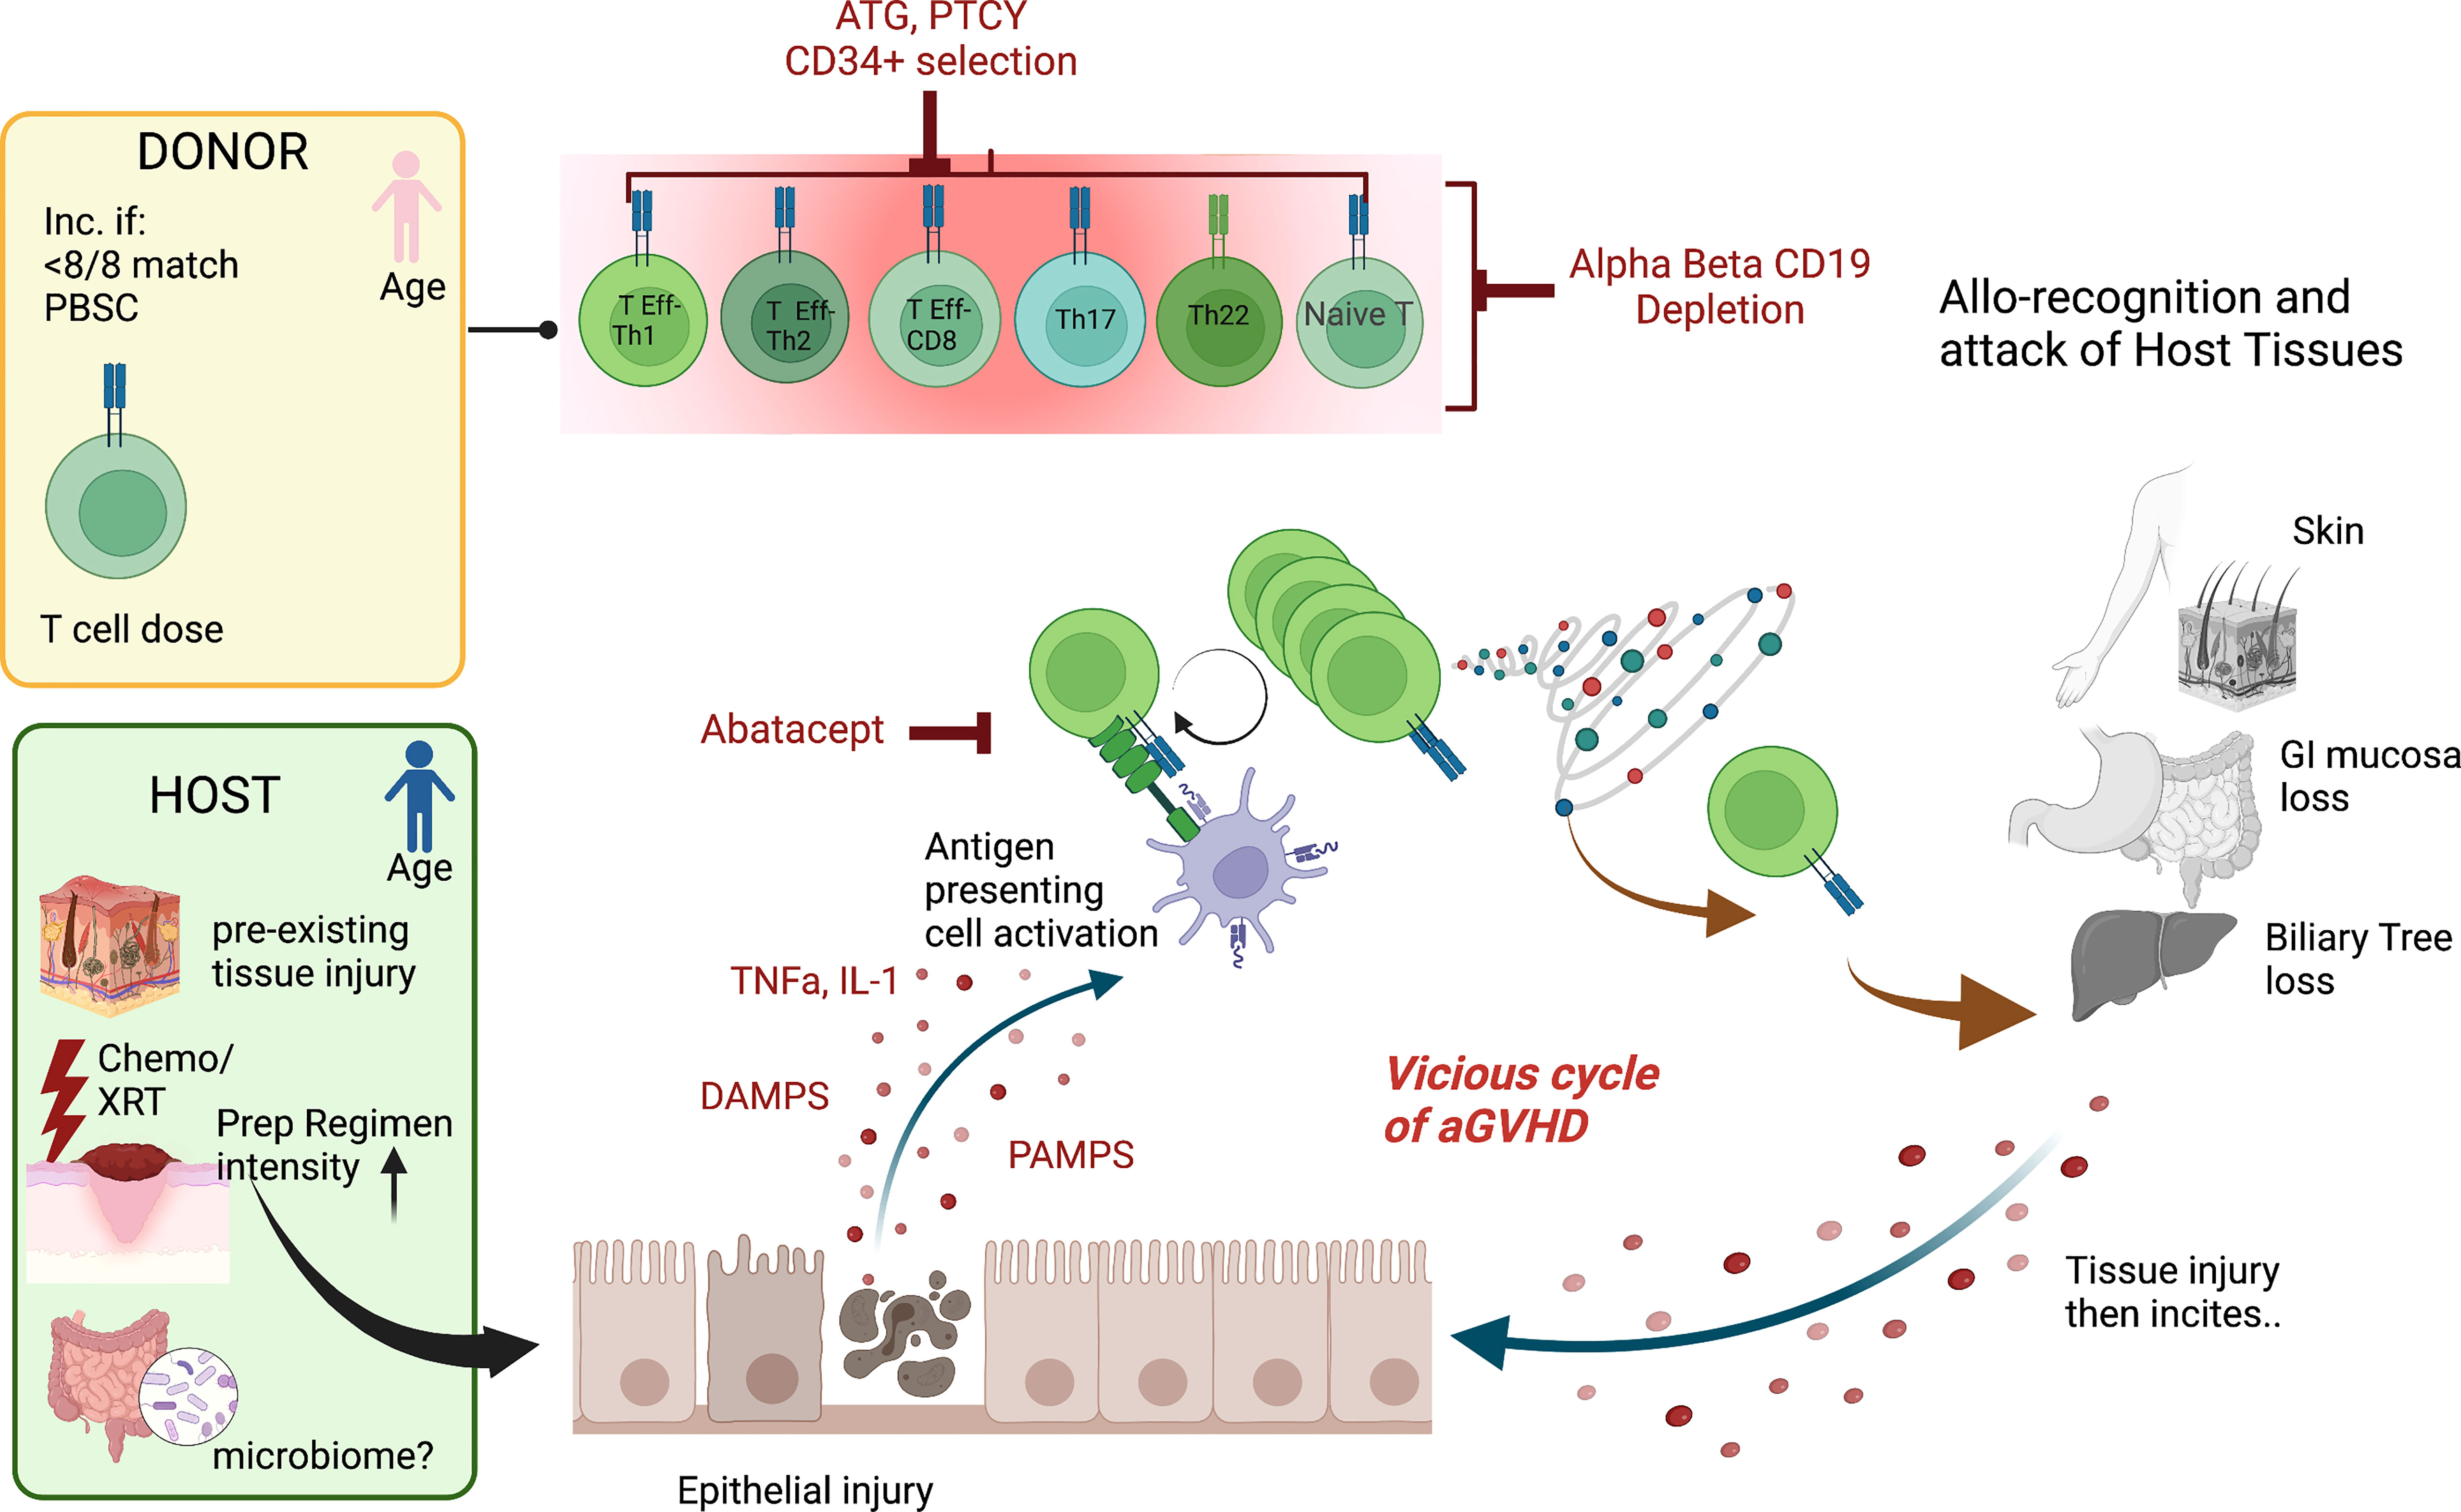 ATG, PTCY
CD34+ selection
DONOR
Inc. if:
<8/8 match
PBSC
Age
T cell dose
T Eff-
Th1
T Eff-
Th2
T Eff-
CD8
Th17
Th22
Naive T
Alpha Beta CD19
Depletion
Allo-recognition and
attack of Host Tissues
Skin
GI mucosa
loss
Biliary Tree
loss
Abatacept
Antigen
presenting
cell activation
TNFa, IL-1
DAMPS
PAMPS
Vicious cycle
of aGVHD
HOST
Age
pre-existing
tissue injury
Chemo/
XRT
Prep Regimen
intensity
microbiome?
Epithelial injury
Tissue injury
then incites..